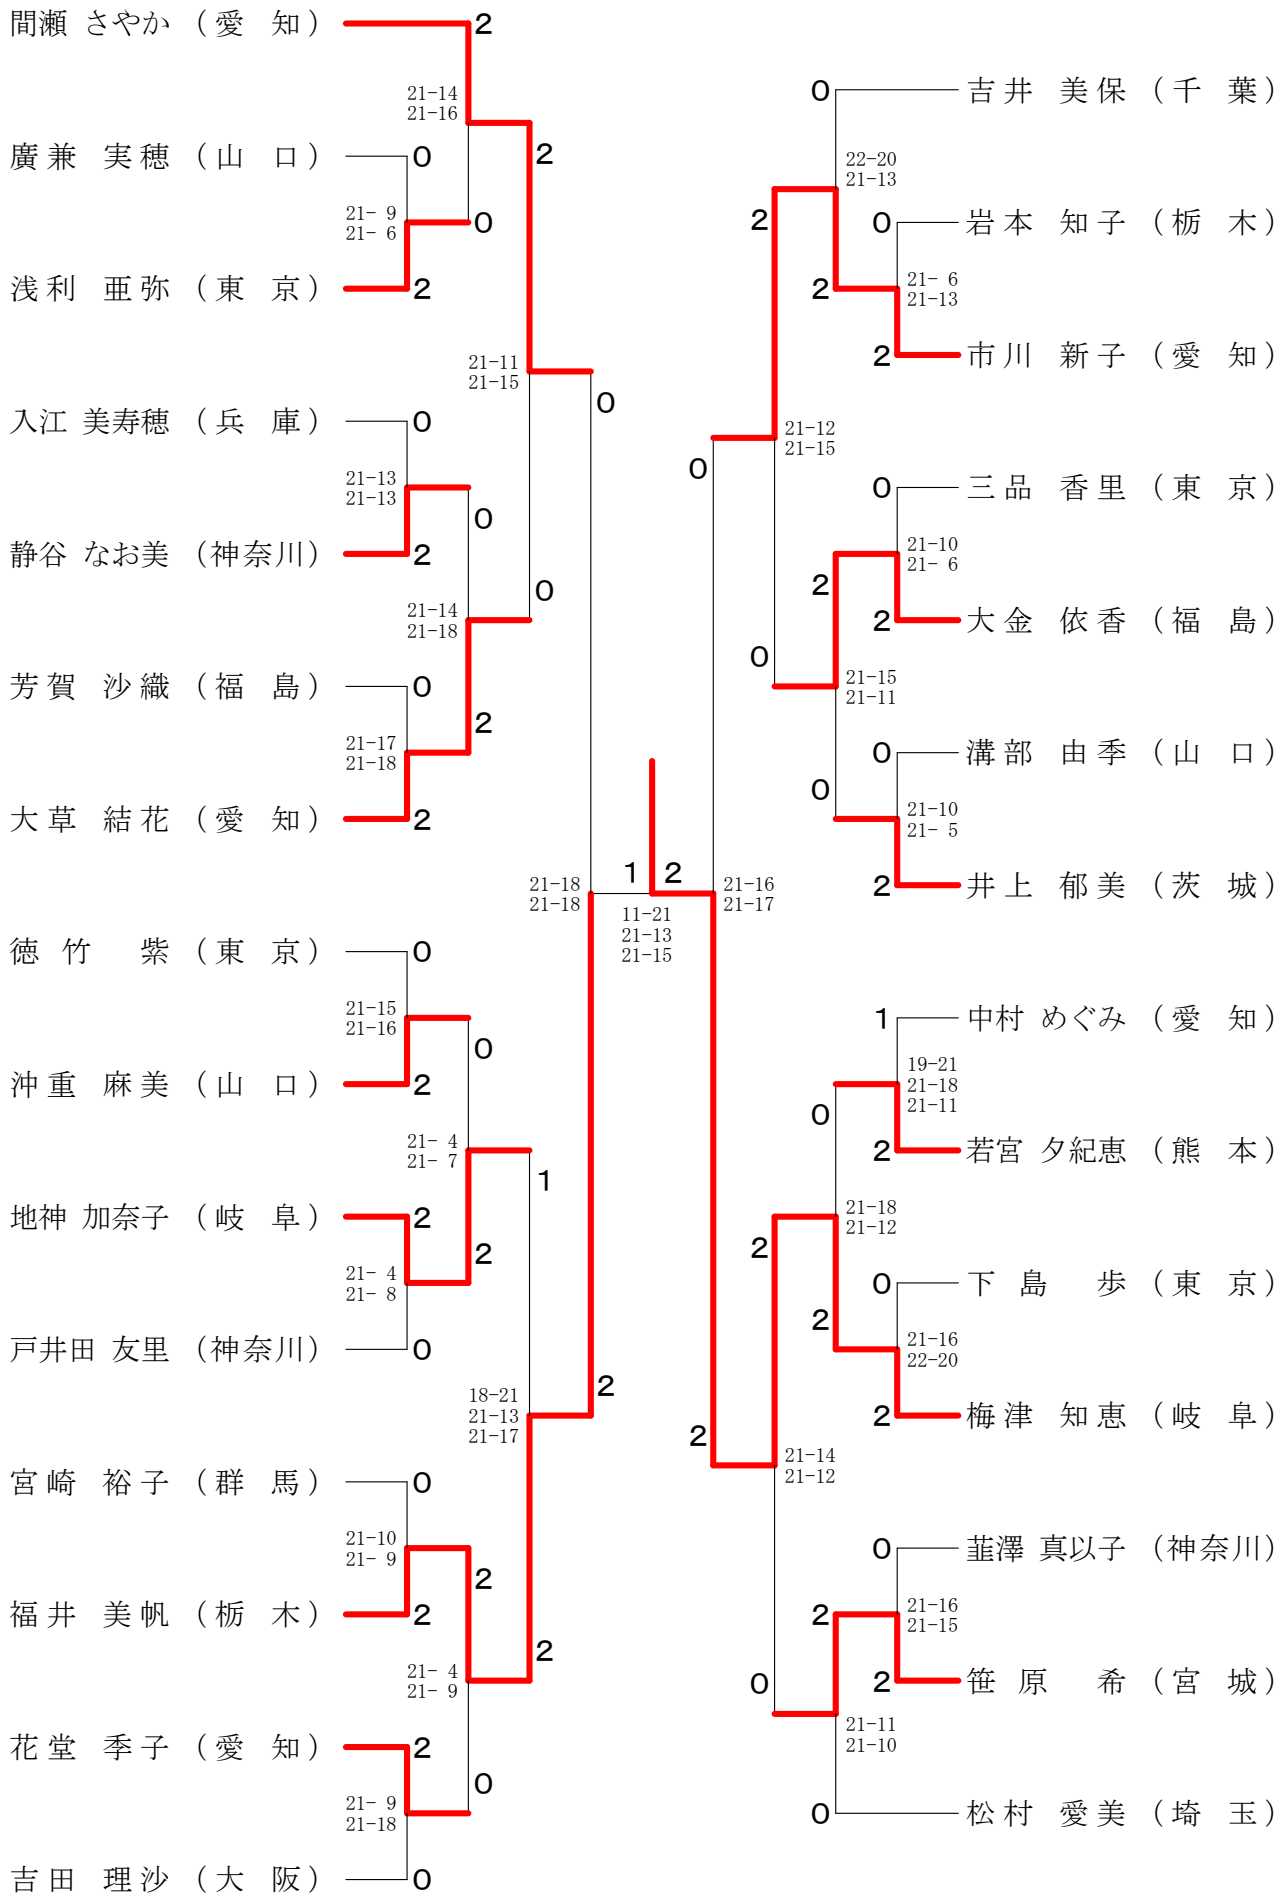 間瀬 さやか （愛 知） 2
21-14
21-16
2
廣兼 実穂 （山 口） 0
21- 9
21- 6
0
浅利 亜弥 （東 京） 2
21-11
21-15
0
入江 美寿穂 （兵 庫） 0
21-13
21-13
0
静谷 なお美 （神奈川） 2
0
21-14
21-18
芳賀 沙織 （福 島） 0
21-17
21-18
2
大草 結花 （愛 知） 2
21-18
21-18
徳竹 紫 （東 京） 0
21-15
21-16
0
沖重 麻美 （山 口） 2
21- 4
21- 7
1
地神 加奈子 （岐 阜） 2
21- 4
21- 8
2
戸井田 友里 （神奈川） 0
18-21
21-13
21-17
2
宮崎 裕子 （群 馬） 0
21-10
21- 9
2
福井 美帆 （栃 木） 2
2
21- 4
21- 9
花堂 季子 （愛 知） 2
21- 9
21-18
0
吉田 理沙 （大 阪） 0
1 2
11-21
21-13
21-15
0 吉井 美保 （千 葉）
22-20
21-13
2
0 岩本 知子 （栃 木）
2
21- 6
21-13
2 市川 新子 （愛 知）
21-12
21-15
0
0 三品 香里 （東 京）
21-10
21- 6
2
2 大金 依香 （福 島）
0
21-15
21-11
0 溝部 由季 （山 口）
0
21-10
21- 5
2 井上 郁美 （茨 城）
21-16
21-17
1 中村 めぐみ （愛 知）
19-21
21-18
21-11
0
2 若宮 夕紀恵 （熊 本）
21-18
21-12
2
0 下島 歩 （東 京）
2
21-16
22-20
2 梅津 知恵 （岐 阜）
2
21-14
21-12
0 韮澤 真以子 （神奈川）
21-16
21-15
2
2 笹原 希 （宮 城）
0
21-11
21-10
0 松村 愛美 （埼 玉）